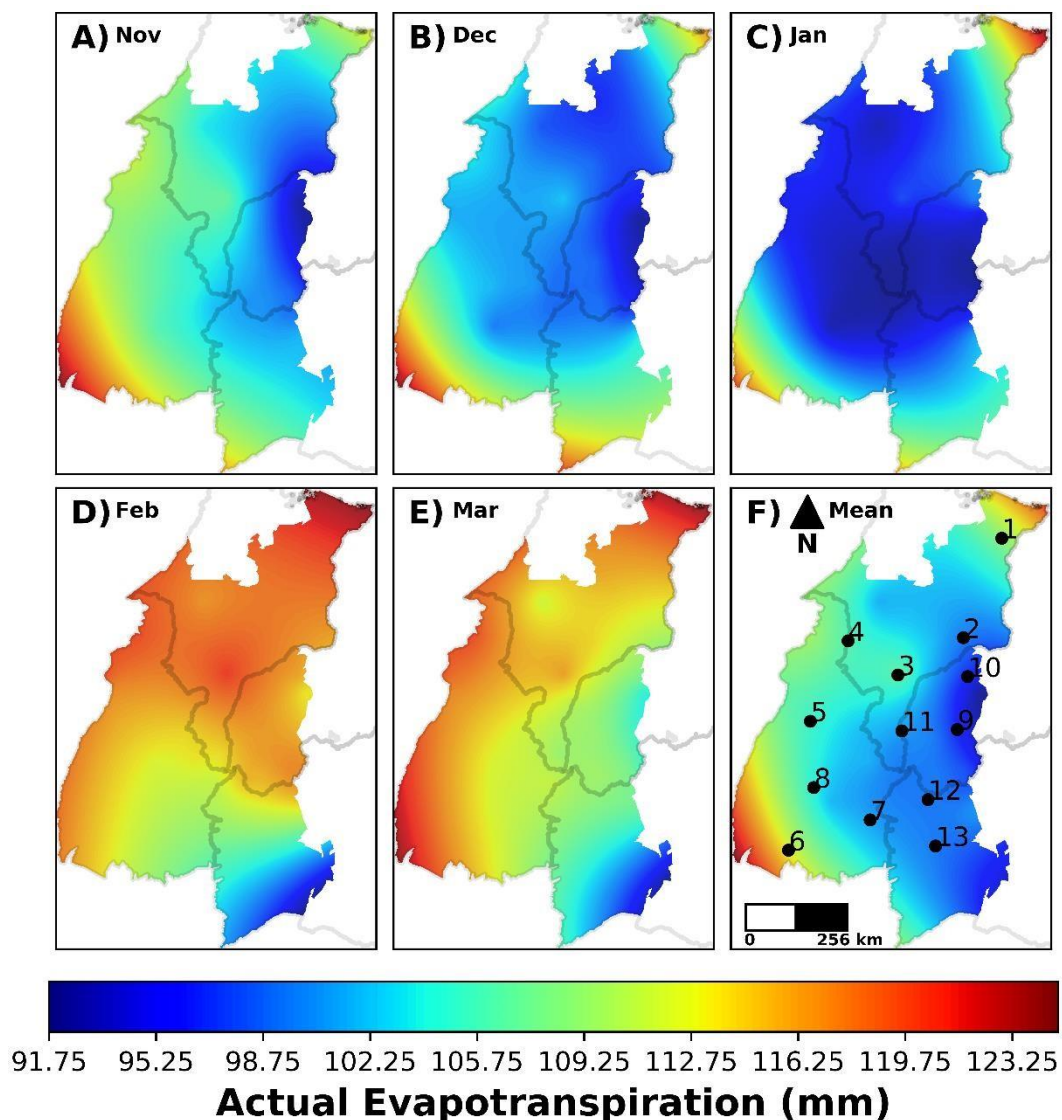 A) Nov
B) Dec
C) Jan
D) Feb
E) Mar
F) Mean
N
1
2
4
3
10
5
11
9
8
12
7
13
6
0 256 km
91.75 95.25 98.75 102.25 105.75 109.25 112.75 116.25 119.75 123.25
Actual Evapotranspiration (mm)